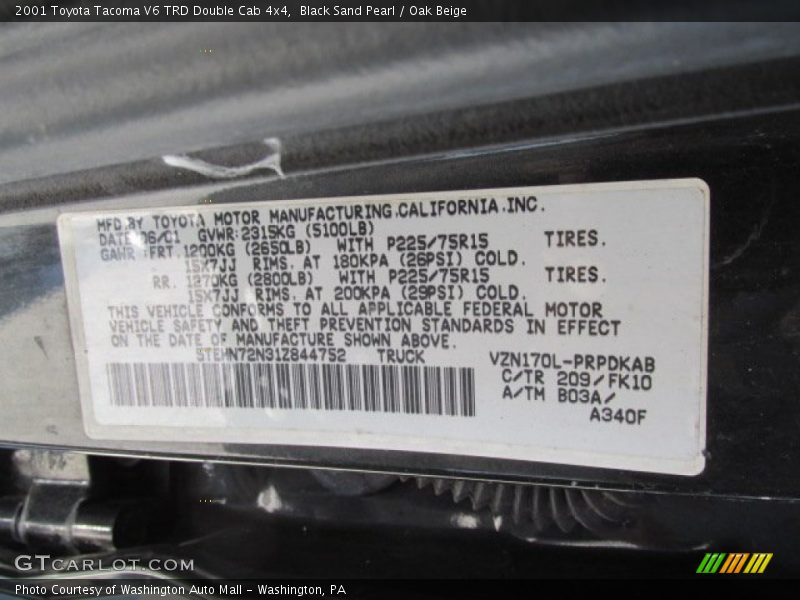 2001 Toyota Tacoma V6 TRD Double Cab 4x4,  Black Sand Pearl / Oak Beige
MFD.BY TOYOTA MOTOR MANUFACTURING,CALIFORNIA,INC.
DATE:06/01 GVWR:2315KG (5100LB)
GAWR:FRT.1200KG (2650LB) WITH P225/75R15 TIRES.
15X7JJ RIMS, AT 180KPA (26PSI) COLD.
RR. 1270KG (2800LB) WITH P225/75R15 TIRES.
15X7JJ RIMS, AT 200KPA (29PSI) COLD.
THIS VEHICLE CONFORMS TO ALL APPLICABLE FEDERAL MOTOR
VEHICLE SAFETY AND THEFT PREVENTION STANDARDS IN EFFECT
ON THE DATE OF MANUFACTURE SHOWN ABOVE.
5TEHN72N31Z844752 TRUCK
VZN170L-PRPDKAB
C/TR 209/FK10
A/TM B03A/
A340F
GTCARLOT.COM
Photo Courtesy of Washington Auto Mall - Washington, PA